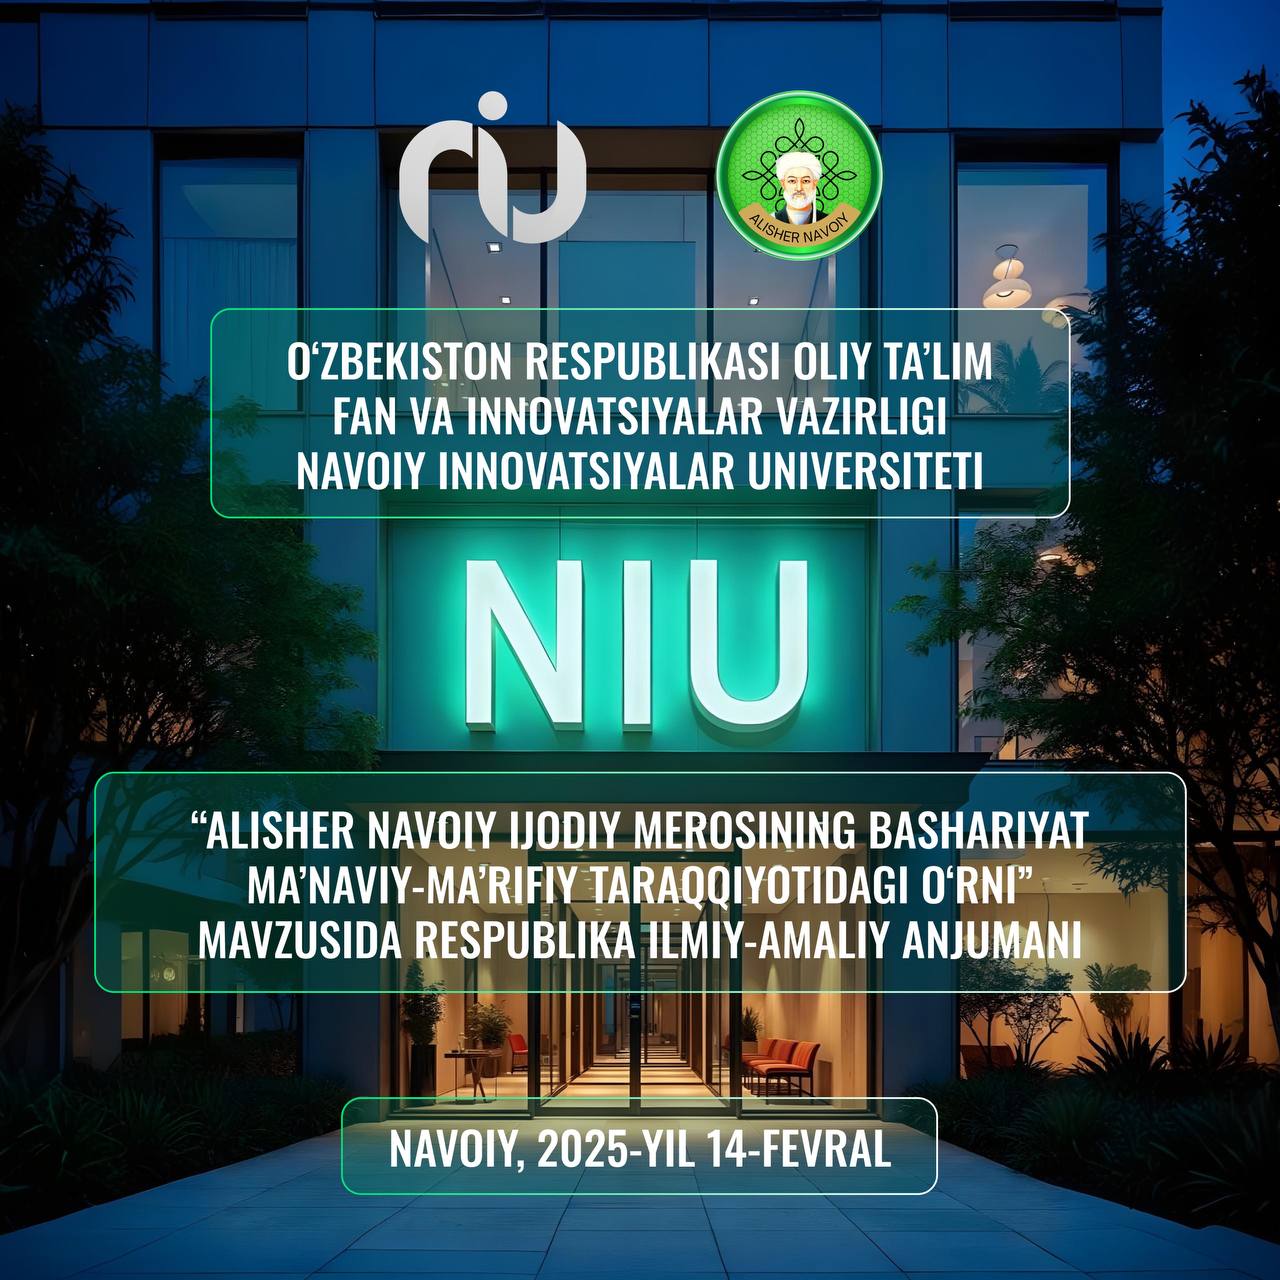 niu
ALISHER NAVOIY
O‘ZBEKISTON RESPUBLIKASI OLIY TA’LIM
FAN VA INNOVATSIYALAR VAZIRLIGI
NAVOIY INNOVATSIYALAR UNIVERSITETI
NIU
“ALISHER NAVOIY IJODIY MEROSINING BASHARIYAT
MA’NAVIY-MA’RIFIY TARAQQIYOTIDAGI O‘RNI”
MAVZUSIDA RESPUBLIKA ILMIY-AMALIY ANJUMANI
NAVOIY, 2025-YIL 14-FEVRAL